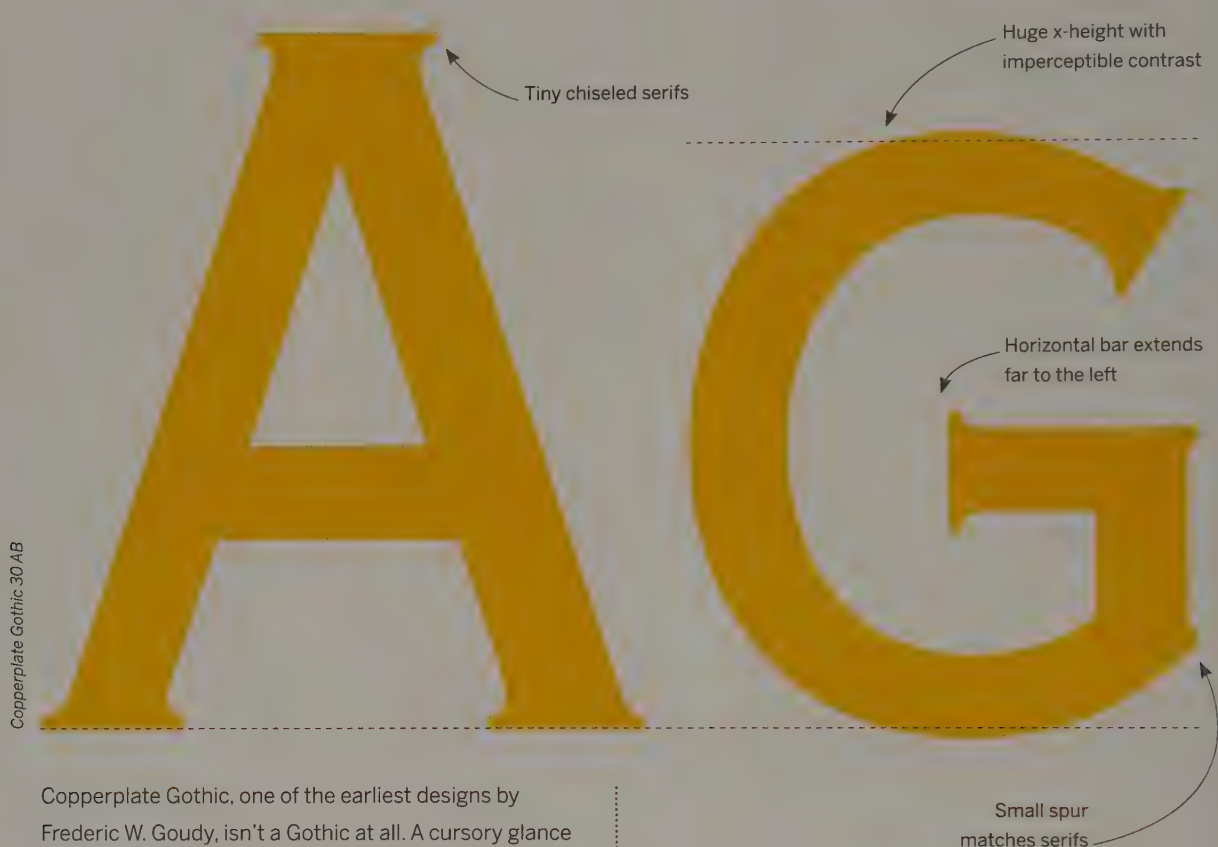 AG
Tiny chiseled serifs
Huge x-height with
imperceptible contrast
Horizontal bar extends
far to the left
Copperplate Gothic 30 AB
Copperplate Gothic, one of the earliest designs by
Frederic W. Goudy, isn't a Gothic at all. A cursory glance
Small spur
matches serifs